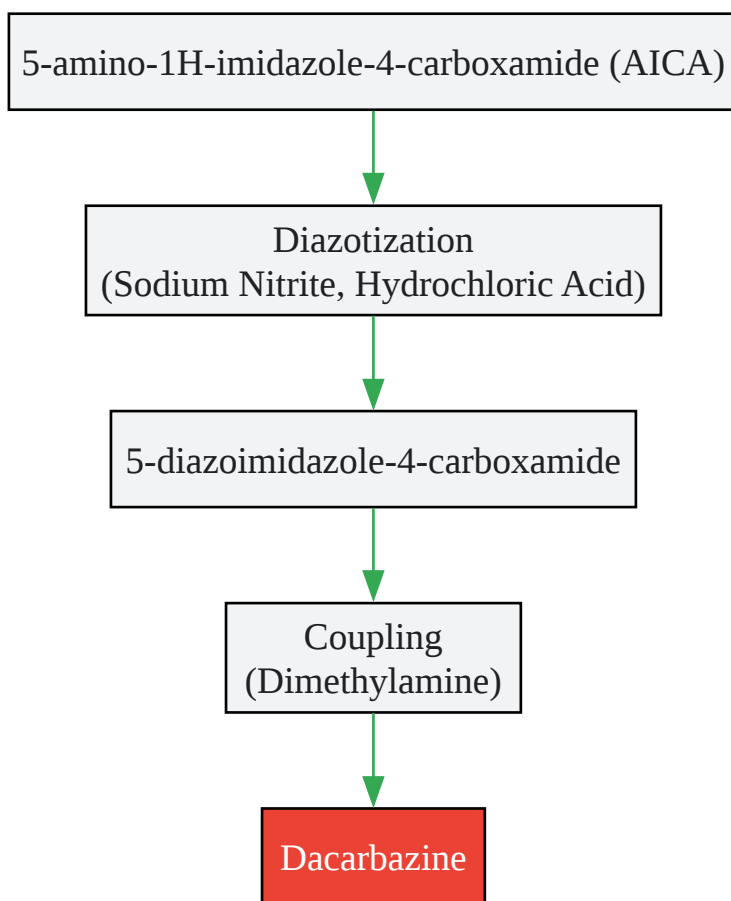 5-amino-1H-imidazole-4-carboxamide (AICA)
Diazotization
(Sodium Nitrite, Hydrochloric Acid)
5-diazoimidazole-4-carboxamide
Coupling
(Dimethylamine)
Dacarbazine